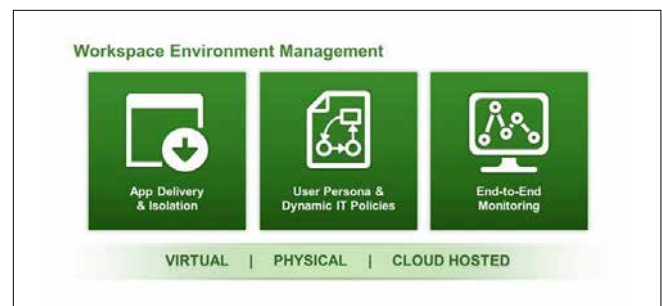 Workspace Environment Management
App Delivery
& Isolation
User Persona &
Dynamic IT Policies
End-to-End
Monitoring
VIRTUAL | PHYSICAL | CLOUD HOSTED